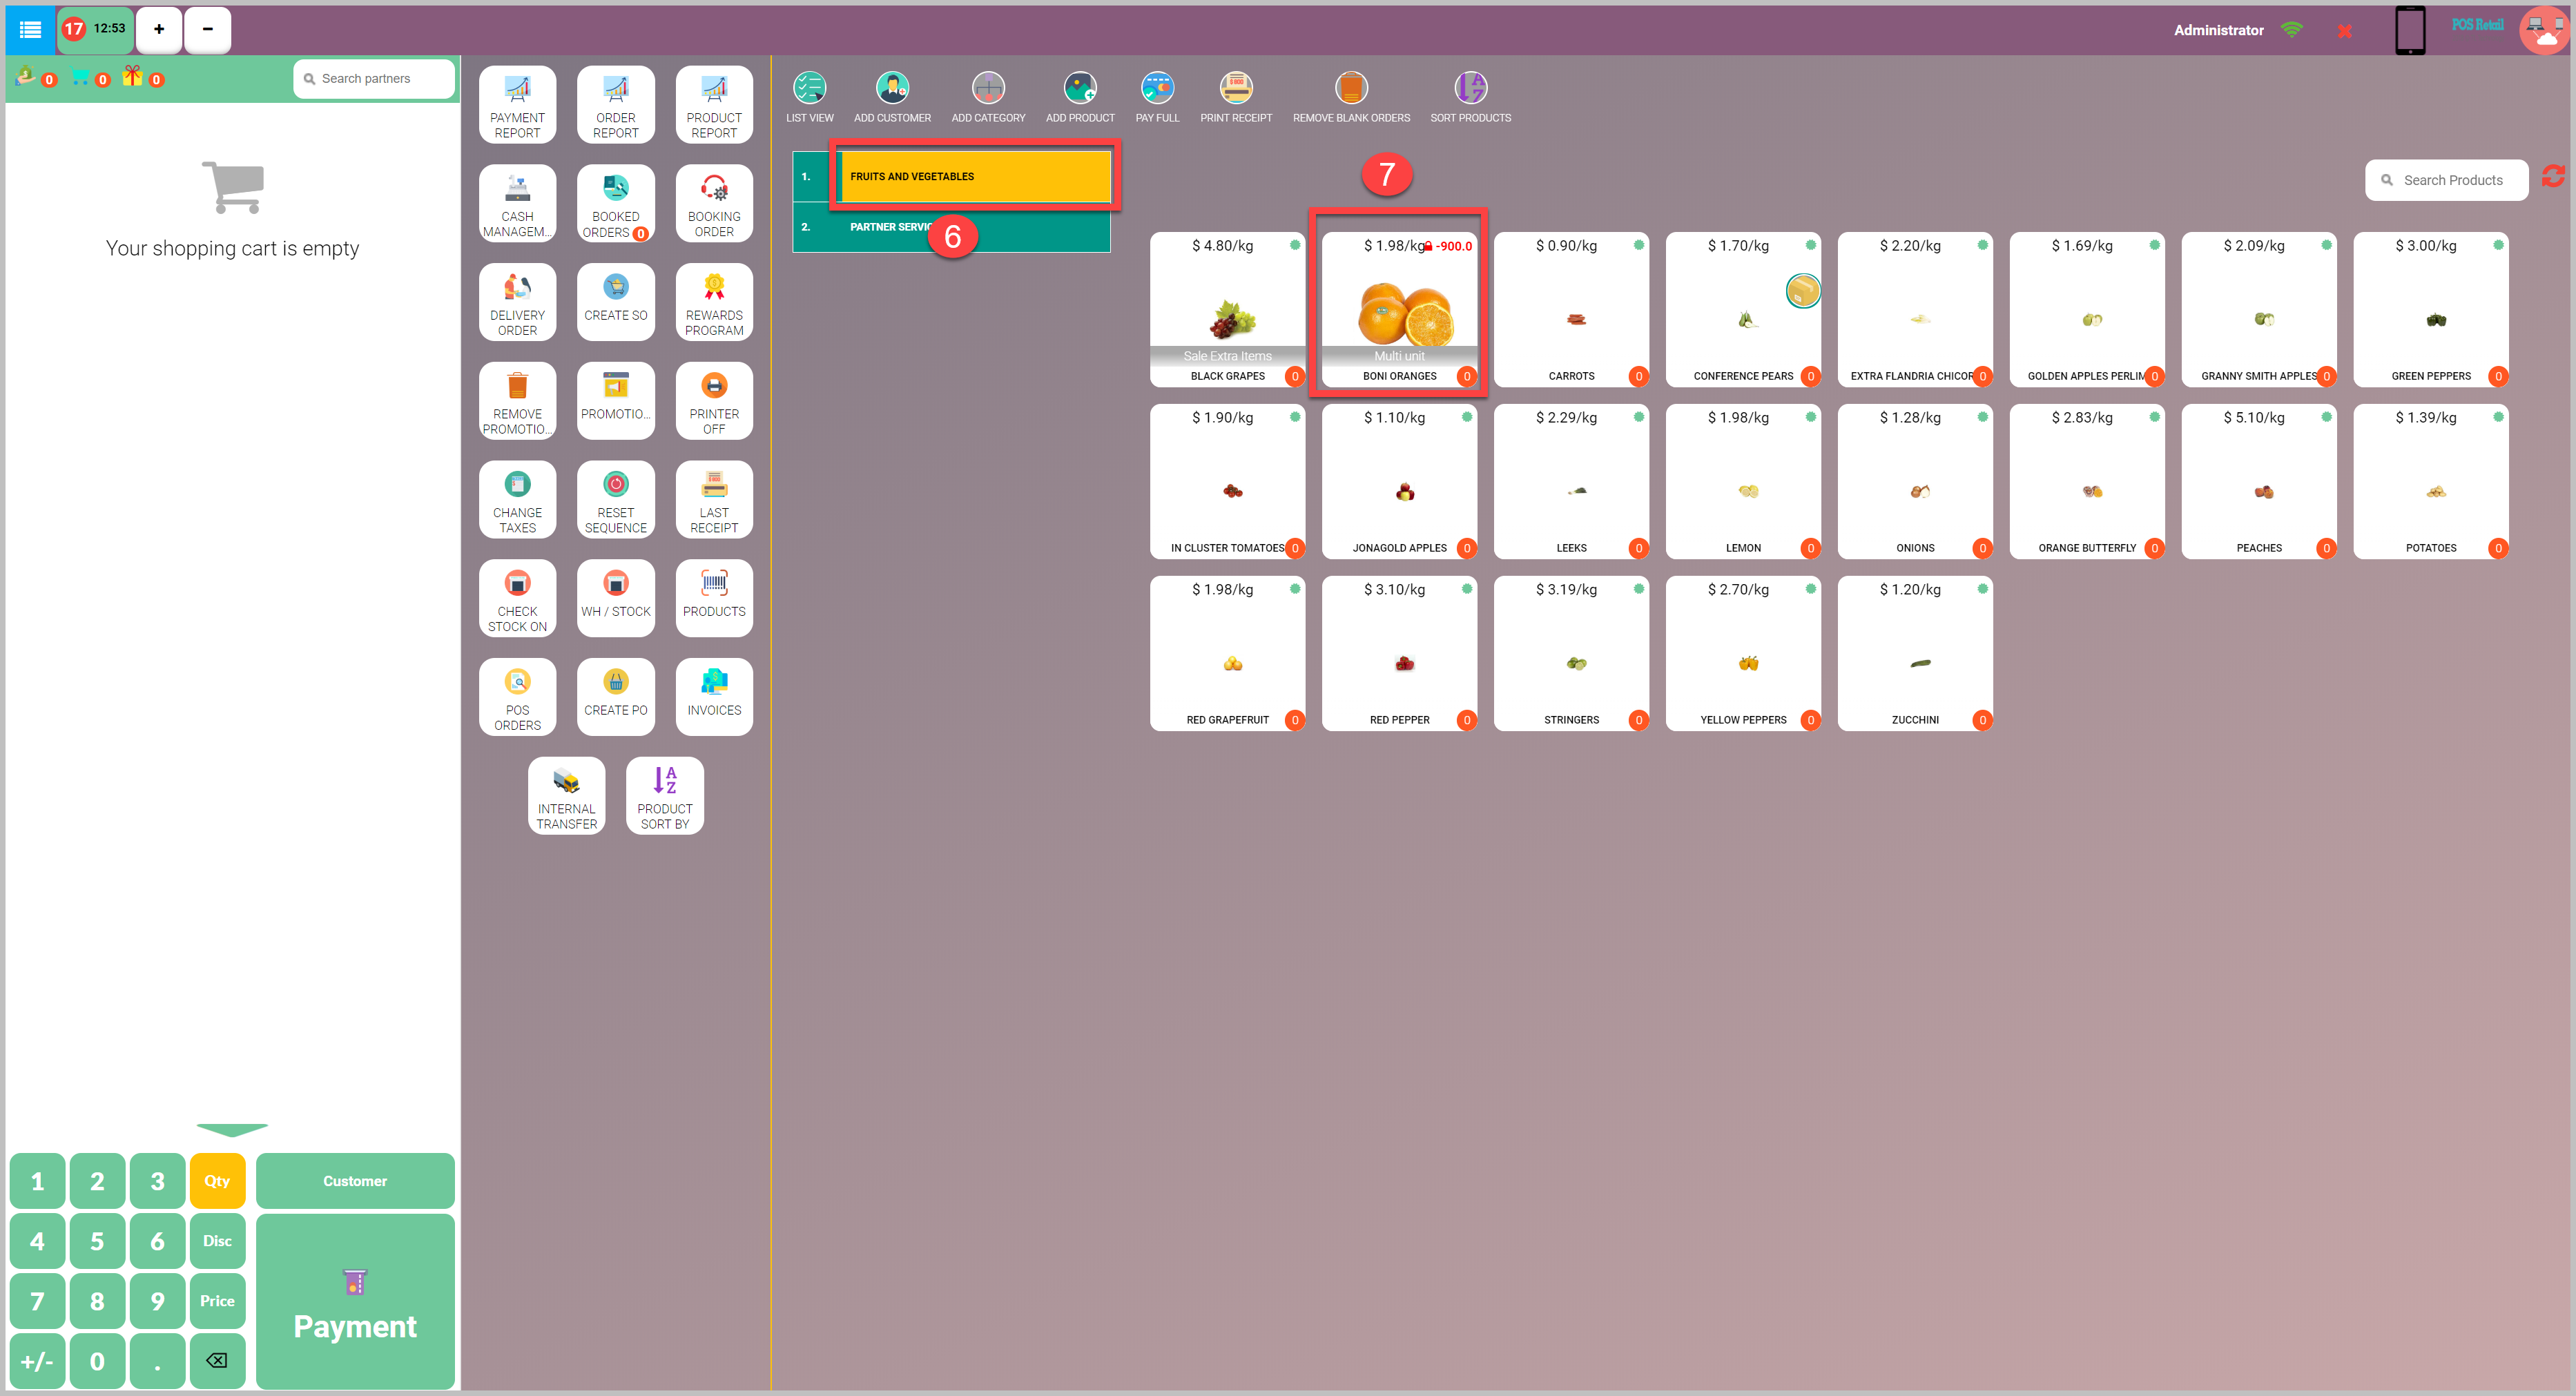 17 12:53 + -
Administrator
POS Retail
0 0 0
Search partners
Your shopping cart is empty
PAYMENT
REPORT
ORDER
REPORT
PRODUCT
REPORT
CASH
MANAGEM...
BOOKED
ORDERS 0
BOOKING
ORDER
DELIVERY
ORDER
CREATE SO
REWARDS
PROGRAM
REMOVE
PROMOTIO...
PROMOTIO...
PRINTER
OFF
CHANGE
TAXES
RESET
SEQUENCE
LAST
RECEIPT
CHECK
STOCK ON
WH / STOCK
PRODUCTS
POS
ORDERS
CREATE PO
INVOICES
INTERNAL
TRANSFER
A
Z
PRODUCT
SORT BY
A
Z
LIST VIEW
ADD CUSTOMER
ADD CATEGORY
ADD PRODUCT
PAY FULL
PRINT RECEIPT
REMOVE BLANK ORDERS
SORT PRODUCTS
1. FRUITS AND VEGETABLES
2. PARTNER SERVIC
6
7
Search Products
$ 4.80/kg
Sale Extra Items
BLACK GRAPES 0
$ 1.98/kg -900.0
Multi unit
BONI ORANGES 0
$ 0.90/kg
CARROTS 0
$ 1.70/kg
CONFERENCE PEARS 0
$ 2.20/kg
EXTRA FLANDRIA CHICOR 0
$ 1.69/kg
GOLDEN APPLES PERLIM 0
$ 2.09/kg
GRANNY SMITH APPLES 0
$ 3.00/kg
GREEN PEPPERS 0
$ 1.90/kg
IN CLUSTER TOMATOES 0
$ 1.10/kg
JONAGOLD APPLES 0
$ 2.29/kg
LEEKS 0
$ 1.98/kg
LEMON 0
$ 1.28/kg
ONIONS 0
$ 2.83/kg
ORANGE BUTTERFLY 0
$ 5.10/kg
PEACHES 0
$ 1.39/kg
POTATOES 0
$ 1.98/kg
RED GRAPEFRUIT 0
$ 3.10/kg
RED PEPPER 0
$ 3.19/kg
STRINGERS 0
$ 2.70/kg
YELLOW PEPPERS 0
$ 1.20/kg
ZUCCHINI 0
1 2 3 Qty
Customer
4 5 6 Disc
7 8 9 Price
Payment
+/- 0 .